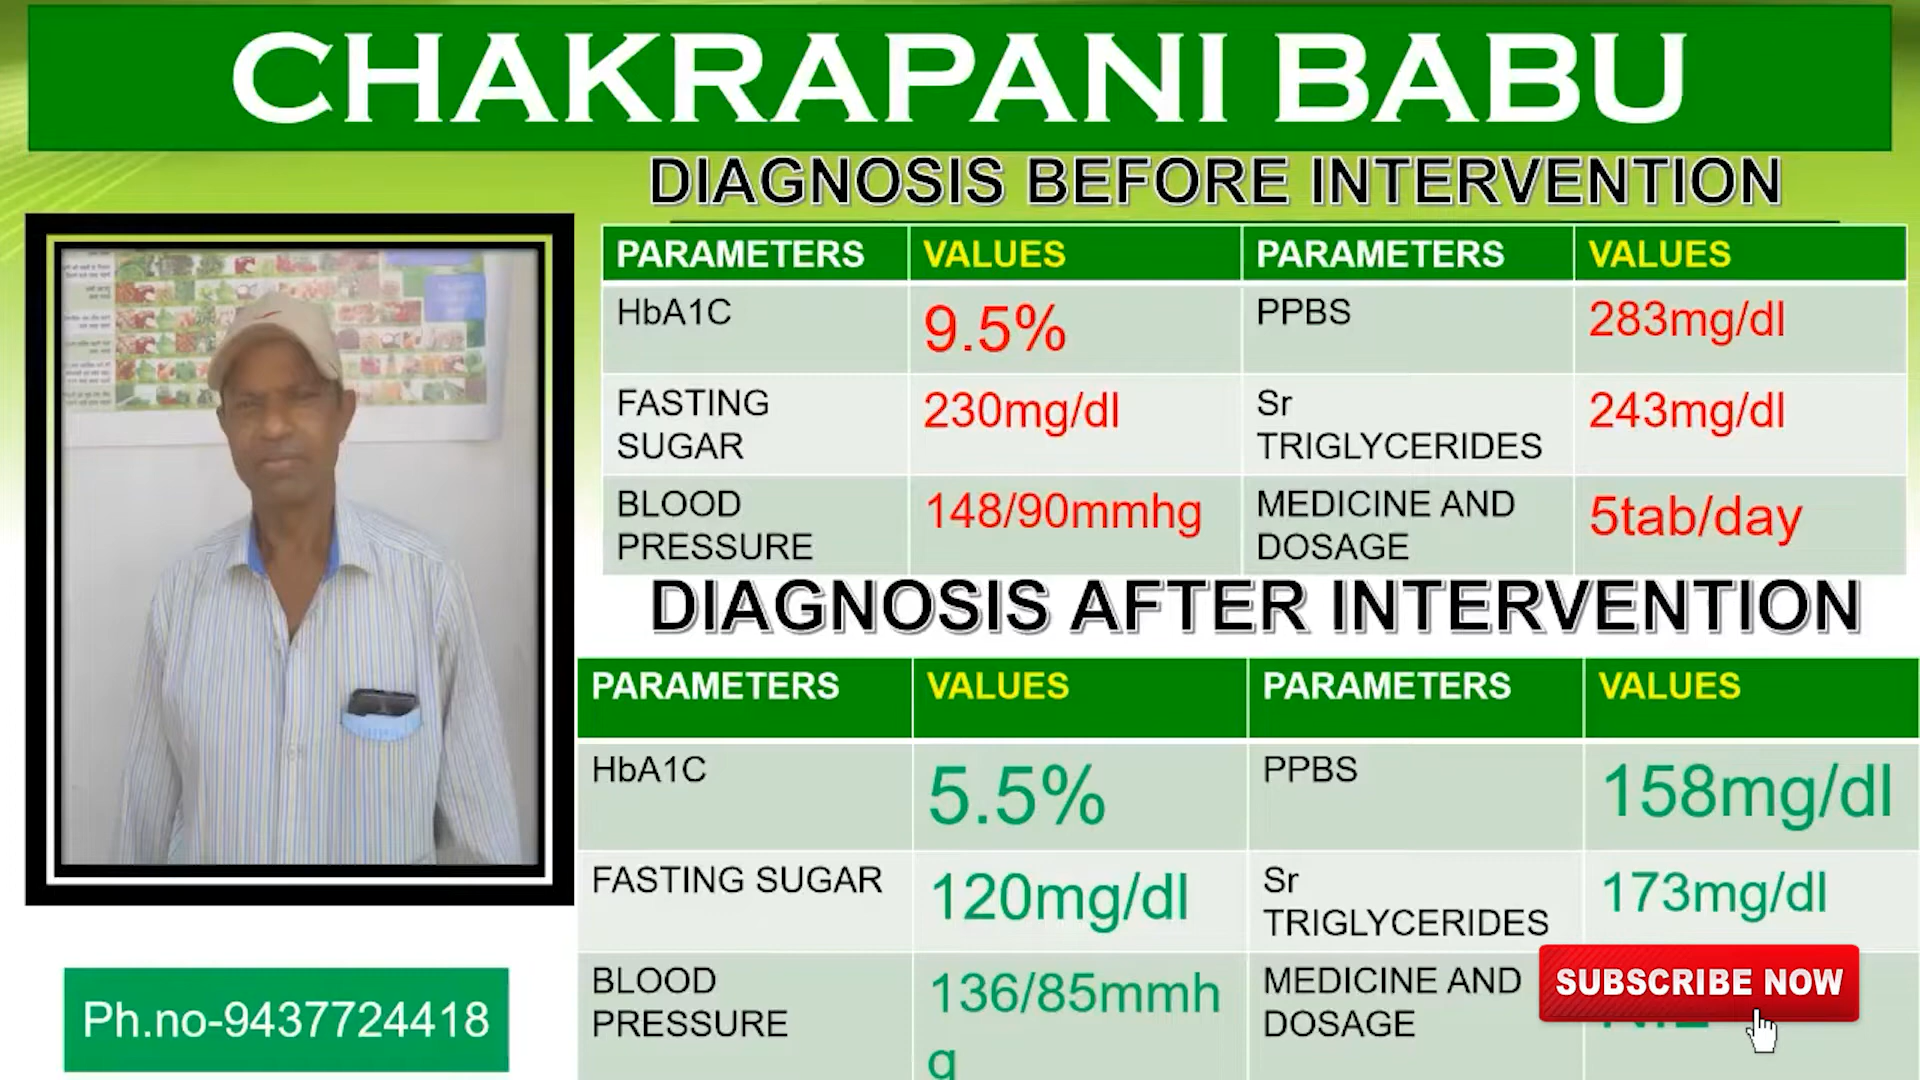 CHAKRAPANI BABU
DIAGNOSIS BEFORE INTERVENTION
PARAMETERS VALUES PARAMETERS VALUES
HbA1C 9.5% PPBS 283mg/dl
FASTING SUGAR 230mg/dl Sr TRIGLYCERIDES 243mg/dl
BLOOD PRESSURE 148/90mmhg MEDICINE AND DOSAGE 5tab/day
DIAGNOSIS AFTER INTERVENTION
PARAMETERS VALUES PARAMETERS VALUES
HbA1C 5.5% PPBS 158mg/dl
FASTING SUGAR 120mg/dl Sr TRIGLYCERIDES 173mg/dl
BLOOD PRESSURE 136/85mmhg MEDICINE AND DOSAGE
SUBSCRIBE NOW
Ph.no-9437724418